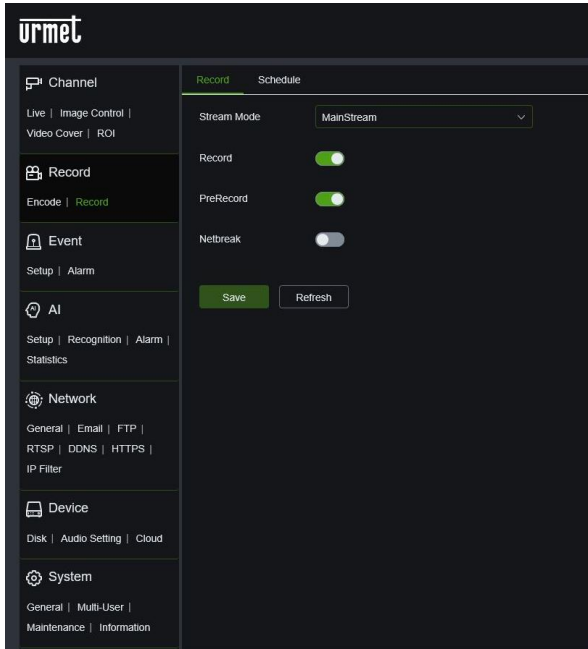 urmet
Channel
Live | Image Control |
Video Cover | ROI
Record
Encode | Record
Event
Setup | Alarm
AI
Setup | Recognition | Alarm |
Statistics
Network
General | Email | FTP |
RTSP | DDNS | HTTPS |
IP Filter
Device
Disk | Audio Setting | Cloud
System
General | Multi-User |
Maintenance | Information
Record Schedule
Stream Mode MainStream
Record
PreRecord
Netbreak
Save Refresh